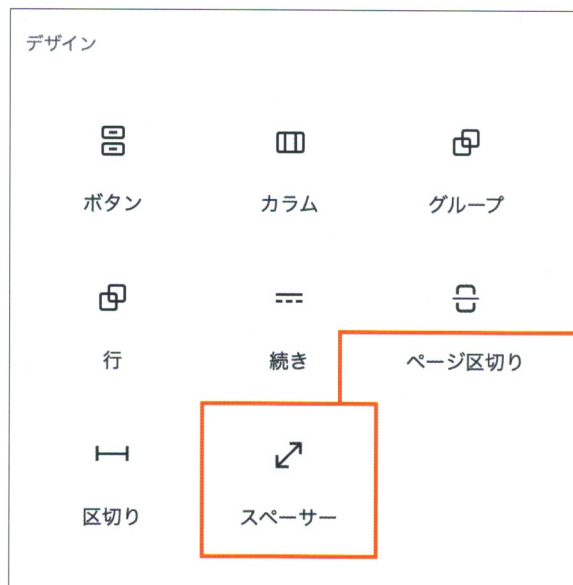 デザイン
ボタン
カラム
グループ
行
続き
ページ区切り
区切り
スペーサー